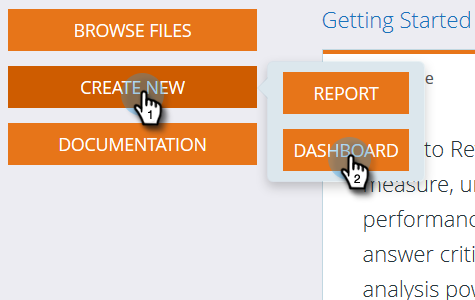 BROWSE FILES
CREATE NEW
1
DOCUMENTATION
REPORT
DASHBOARD
2
Getting Started
e
to Re
measure, u
performanc
answer criti
analysis pow